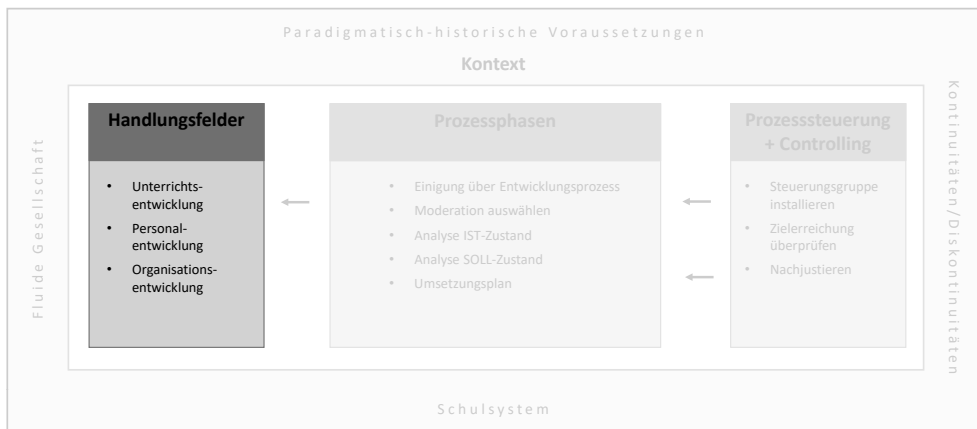 Paradigmatisch-historische Voraussetzungen
Kontext
Fluide Gesellschaft
Handlungsfelder
• Unterrichts-
entwicklung
• Personal-
entwicklung
• Organisations-
entwicklung
Prozessphasen
• Einigung über Entwicklungsprozess
• Moderation auswählen
• Analyse IST-Zustand
• Analyse SOLL-Zustand
• Umsetzungsplan
Prozesssteuerung
+ Controlling
• Steuerungsgruppe
installieren
• Zielerreichung
überprüfen
• Nachjustieren
Kontinuitäten/Diskontinuitäten
Schulsystem